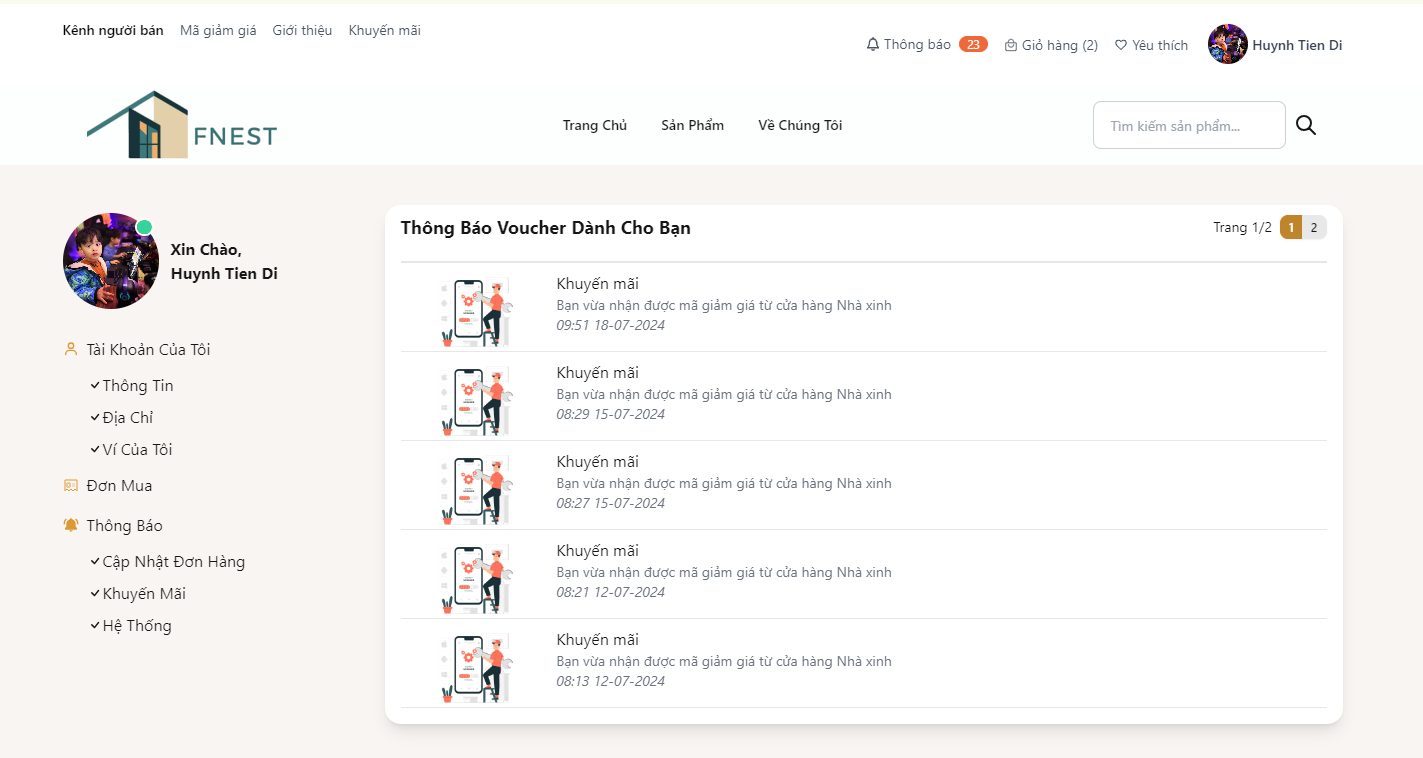 Kênh người bán Mã giảm giá Giới thiệu Khuyến mãi
Thông báo 23 Giỏ hàng (2) Yêu thích Huynh Tien Di
FNEST
Trang Chủ Sản Phẩm Về Chúng Tôi
Tìm kiếm sản phẩm...
Xin Chào,
Huynh Tien Di
Tài Khoản Của Tôi
Thông Tin
Địa Chỉ
Ví Của Tôi
Đơn Mua
Thông Báo
Cập Nhật Đơn Hàng
Khuyến Mãi
Hệ Thống
Thông Báo Voucher Dành Cho Bạn
Trang 1/2 1 2
Khuyến mãi
Bạn vừa nhận được mã giảm giá từ cửa hàng Nhà xinh
09:51 18-07-2024
Khuyến mãi
Bạn vừa nhận được mã giảm giá từ cửa hàng Nhà xinh
08:29 15-07-2024
Khuyến mãi
Bạn vừa nhận được mã giảm giá từ cửa hàng Nhà xinh
08:27 15-07-2024
Khuyến mãi
Bạn vừa nhận được mã giảm giá từ cửa hàng Nhà xinh
08:21 12-07-2024
Khuyến mãi
Bạn vừa nhận được mã giảm giá từ cửa hàng Nhà xinh
08:13 12-07-2024